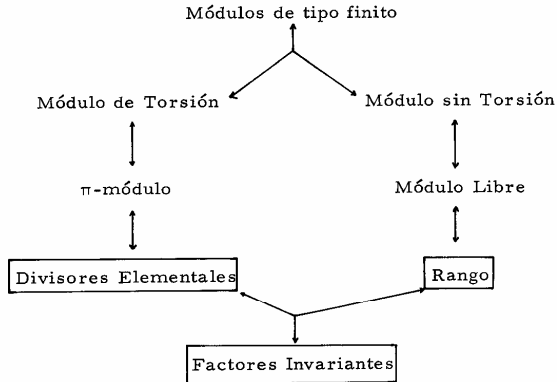 Módulos de tipo finito
Módulo de Torsión
Módulo sin Torsión
π-módulo
Módulo Libre
Divisores Elementales
Rango
Factores Invariantes